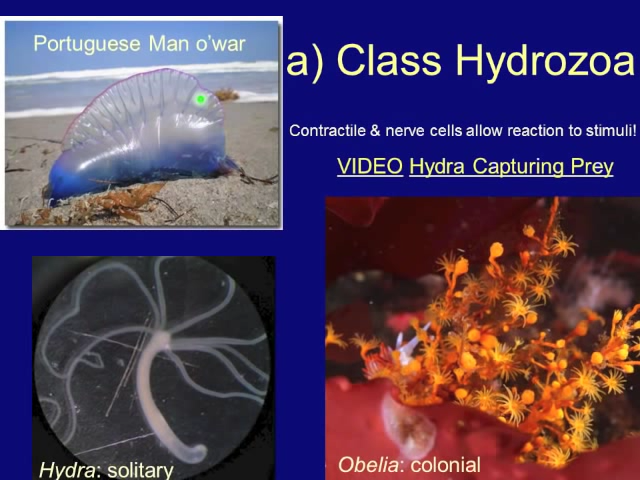 Portuguese Man o'war
a) Class Hydrozoa
Contractile & nerve cells allow reaction to stimuli!
VIDEO Hydra Capturing Prey
Hydra: solitary
Obelia: colonial